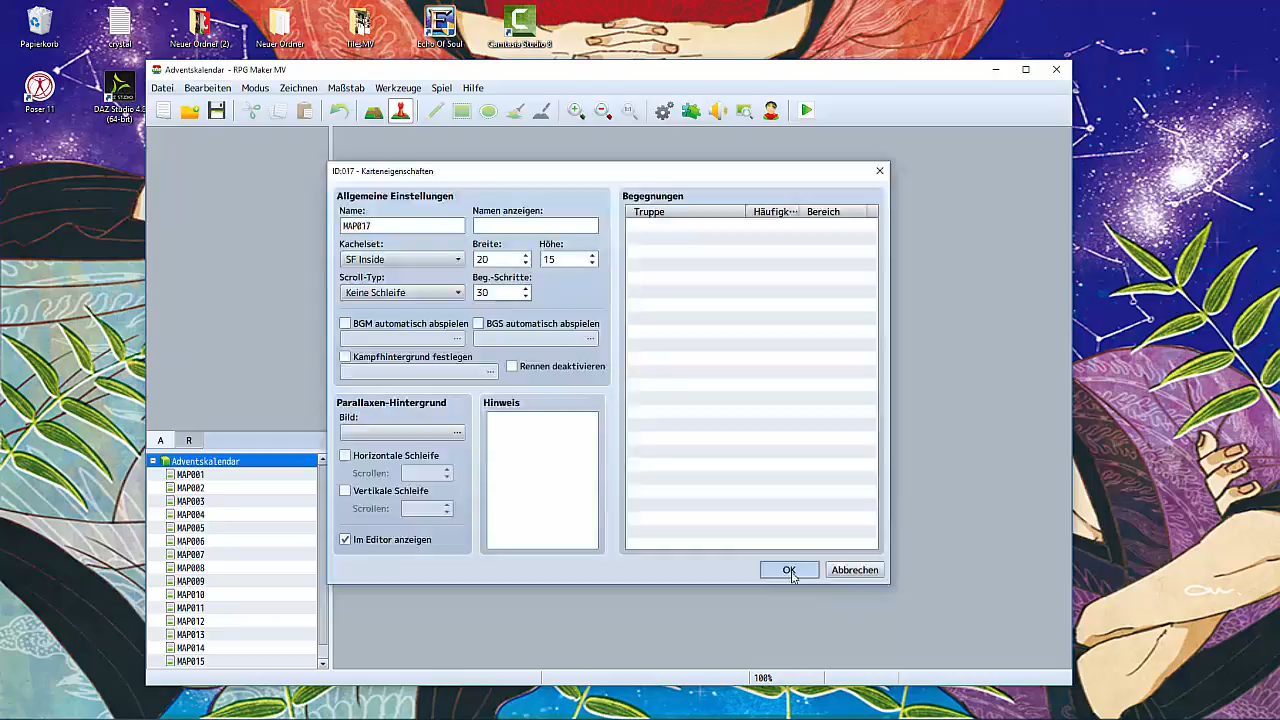 Papierkorb
crystal
Neuer Ordner (2)
Neuer Ordner
TilesMV
Echo Of Soul
Camtasia Studio 8
Poser 11
DAZ Studio 4.8
(64-bit)
Adventskalendar - RPG Maker MV
Datei Bearbeiten Modus Zeichnen Maßstab Werkzeuge Spiel Hilfe
1:1
ID:017 - Karteneigenschaften
Allgemeine Einstellungen
Begegnungen
Name: Namen anzeigen:
Truppe Häufigk··· Bereich
MAP017
Kachelset: Breite: Höhe:
SF Inside 20 15
Scroll-Typ: Beg.-Schritte:
Keine Schleife 30
BGM automatisch abspielen BGS automatisch abspielen
Kampfhintergrund festlegen
Rennen deaktivieren
Parallaxen-Hintergrund Hinweis
Bild:
Horizontale Schleife
Scrollen:
Vertikale Schleife
Scrollen:
Im Editor anzeigen
OK Abbrechen
A R
Adventskalendar
MAP001
MAP002
MAP003
MAP004
MAP005
MAP006
MAP007
MAP008
MAP009
MAP010
MAP011
MAP012
MAP013
MAP014
MAP015
100%